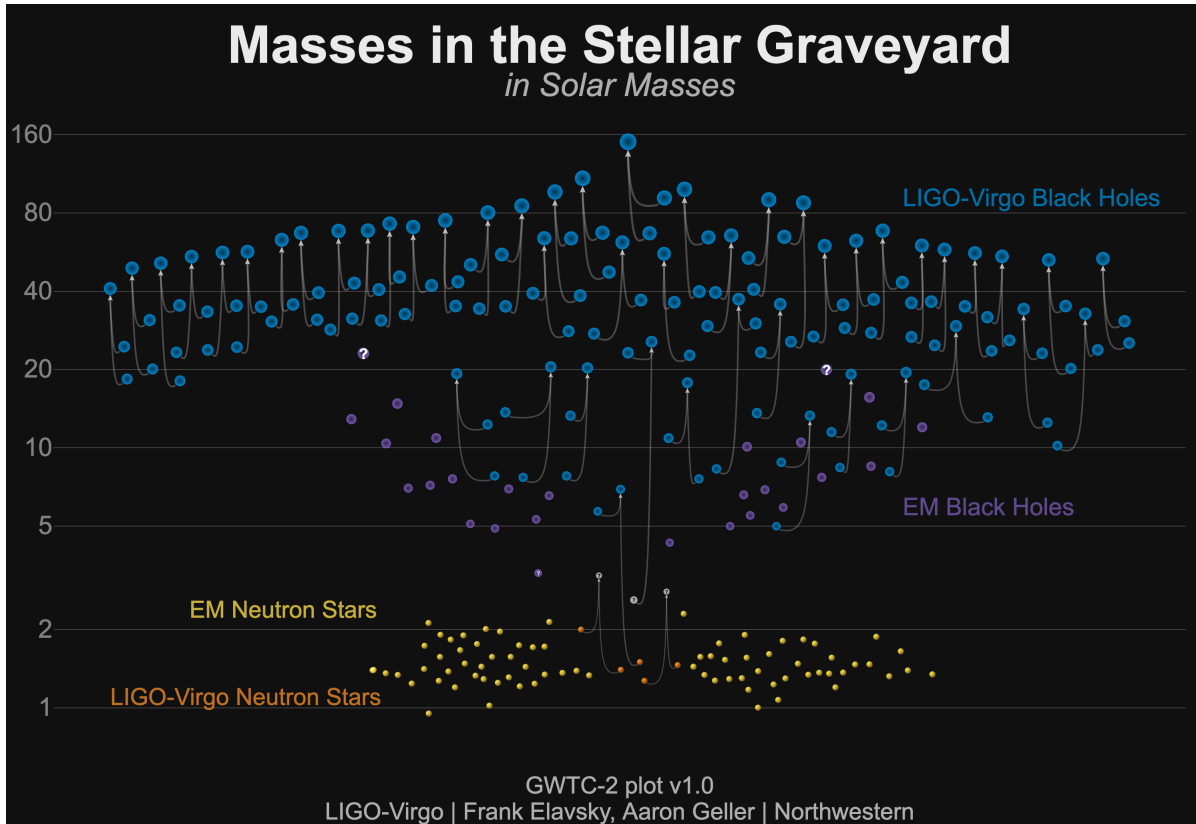 Masses in the Stellar Graveyard
in Solar Masses
160
LIGO-Virgo Black Holes
80
40
?
?
20
10
EM Black Holes
5
?
?
?
?
EM Neutron Stars
2
LIGO-Virgo Neutron Stars
1
GWTC-2 plot v1.0
LIGO-Virgo | Frank Elavsky, Aaron Geller | Northwestern